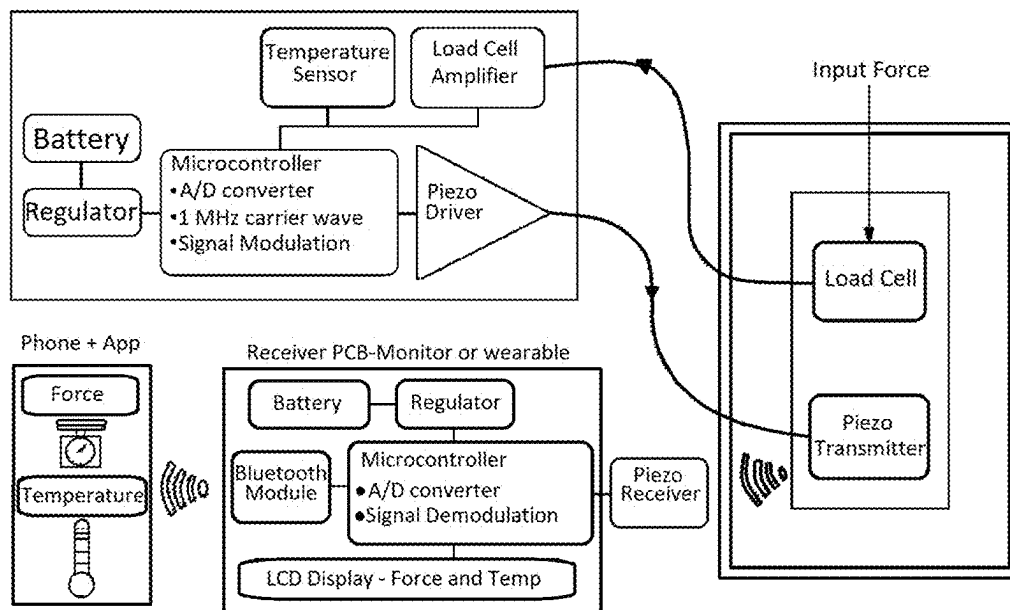 Temperature
Sensor
Load Cell
Amplifier
Input Force
Battery
Regulator
Microcontroller
•A/D converter
•1 MHz carrier wave
•Signal Modulation
Piezo
Driver
Load Cell
Piezo
Transmitter
Phone + App
Force
Temperature
Receiver PCB-Monitor or wearable
Battery
Regulator
Bluetooth
Module
Microcontroller
● A/D converter
●Signal Demodulation
Piezo
Receiver
LCD Display - Force and Temp